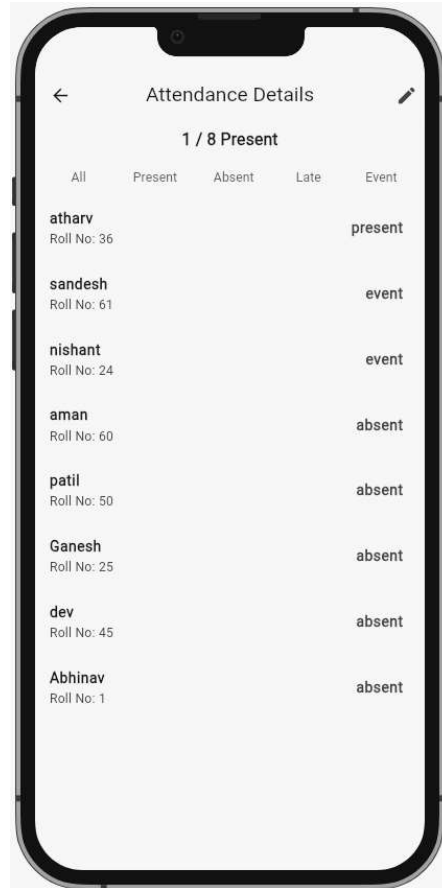 Attendance Details
1 / 8 Present
All Present Absent Late Event
atharv
Roll No: 36
present
sandesh
Roll No: 61
event
nishant
Roll No: 24
event
aman
Roll No: 60
absent
patil
Roll No: 50
absent
Ganesh
Roll No: 25
absent
dev
Roll No: 45
absent
Abhinav
Roll No: 1
absent